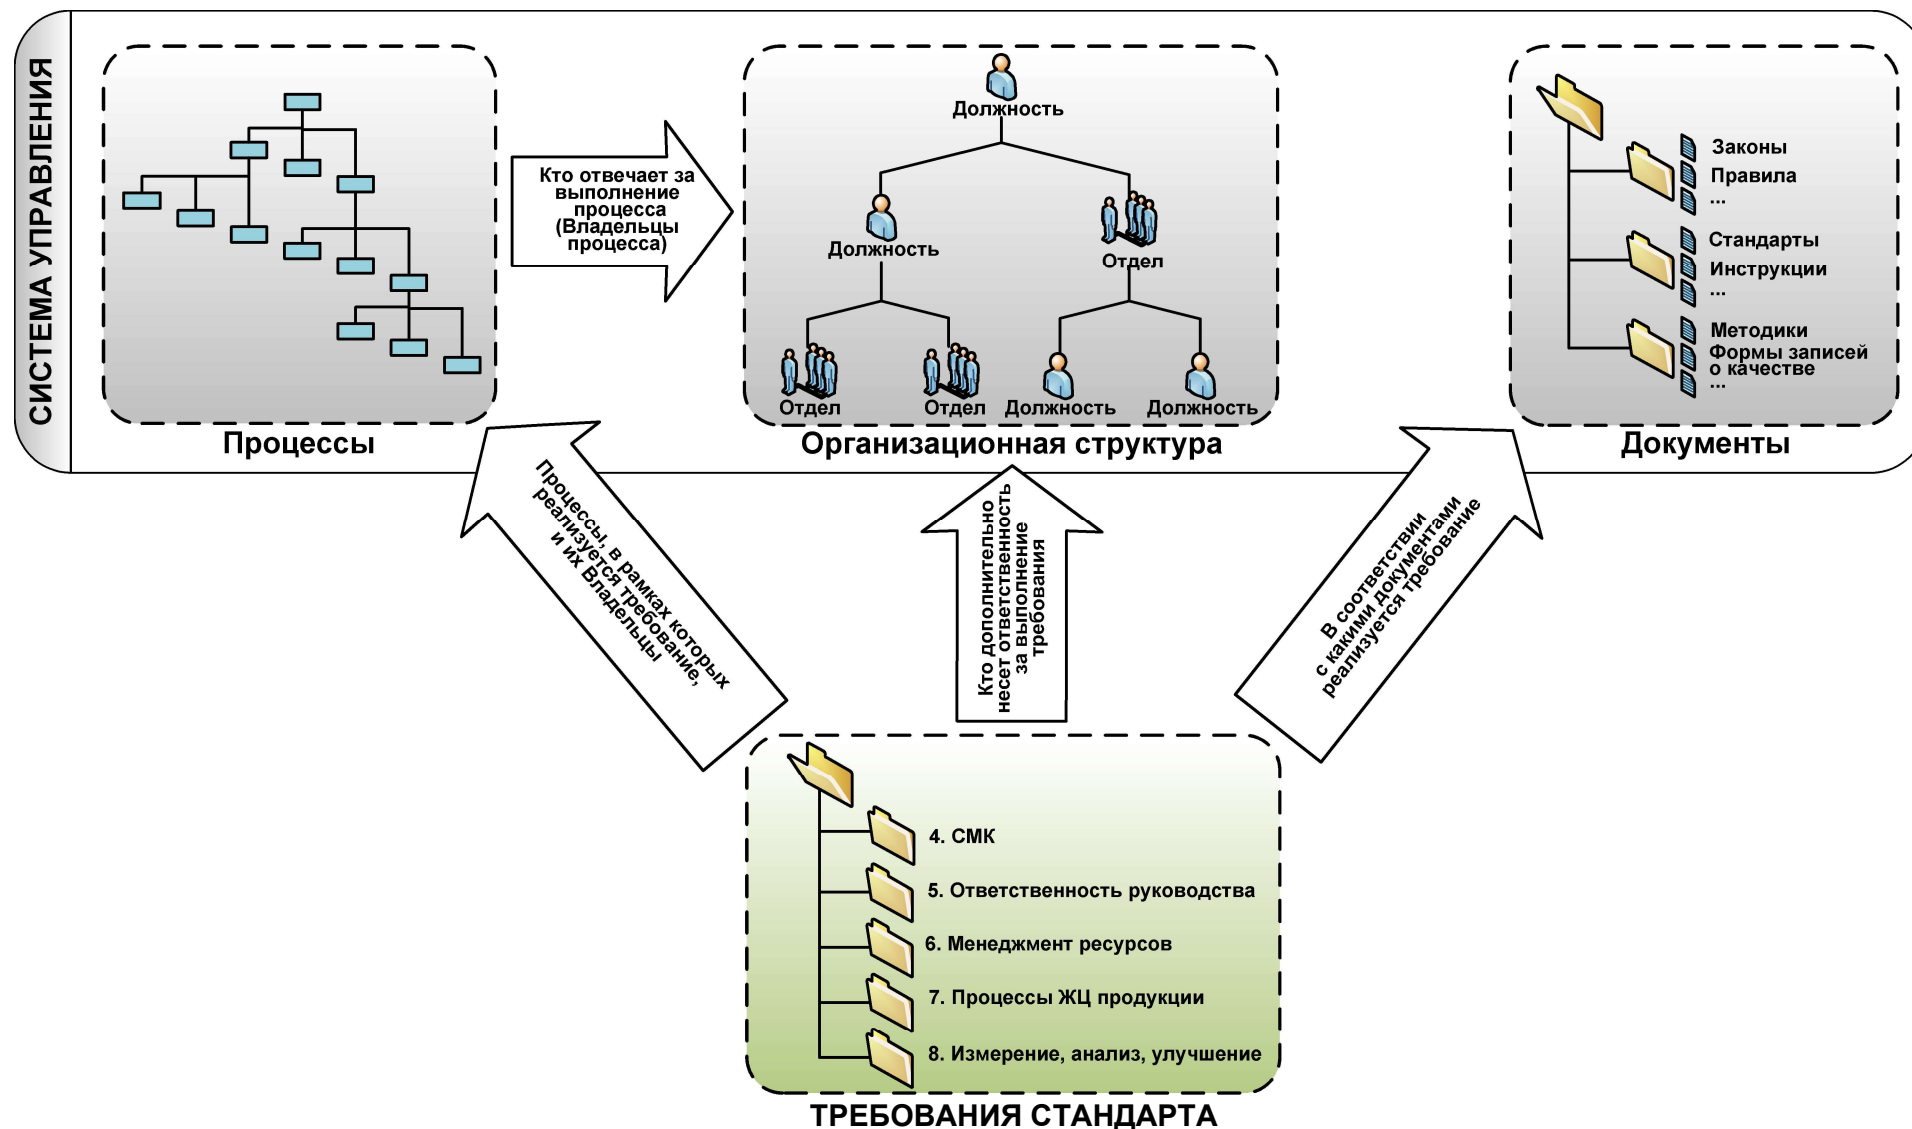 СИСТЕМА УПРАВЛЕНИЯ
Кто отвечает за
выполнение
процесса
(Владельцы
процесса)
Должность
Должность
Отдел
Отдел
Отдел
Должность
Должность
Законы
Правила
...
Стандарты
Инструкции
...
Методики
Формы записей
о качестве
...
Процессы
Организационная структура
Документы
Процессы, в рамках которых
реализуется требование,
и их Владельцы
Кто дополнительно
несет ответственность
за выполнение
требования
В соответствии
с какими документами
реализуется требование
4. СМК
5. Ответственность руководства
6. Менеджмент ресурсов
7. Процессы ЖЦ продукции
8. Измерение, анализ, улучшение
ТРЕБОВАНИЯ СТАНДАРТА